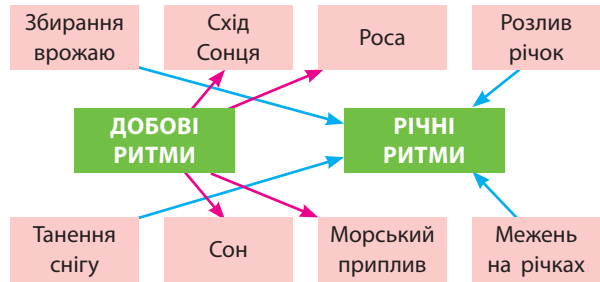 Збирання
врожаю
Схід
Сонця
Роса
Розлив
річок
ДОБОВІ
РИТМИ
РІЧНІ
РИТМИ
Танення
снігу
Сон
Морський
приплив
Межень
на річках